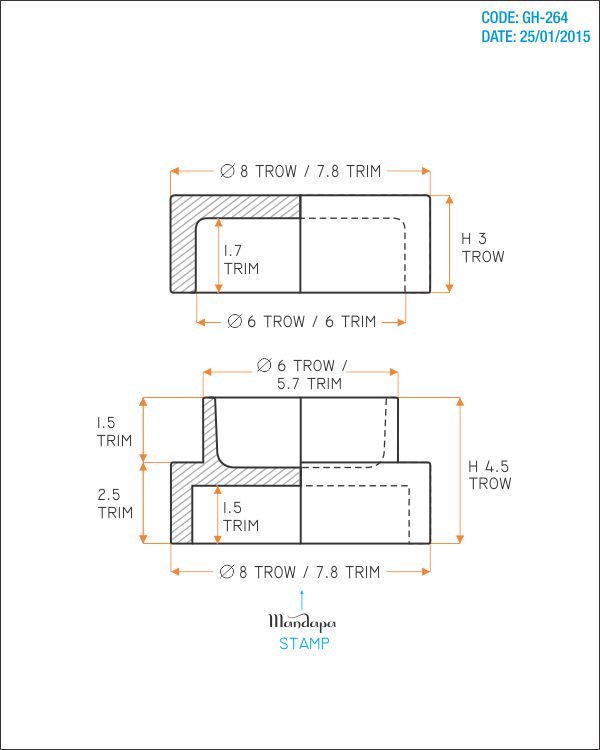 CODE: GH-264
DATE: 25/01/2015
∅ 8 TROW / 7.8 TRIM
1.7
TRIM
H 3
TROW
∅ 6 TROW / 6 TRIM
∅ 6 TROW /
5.7 TRIM
1.5
TRIM
2.5
TRIM
1.5
TRIM
H 4.5
TROW
∅ 8 TROW / 7.8 TRIM
Mandapa
STAMP